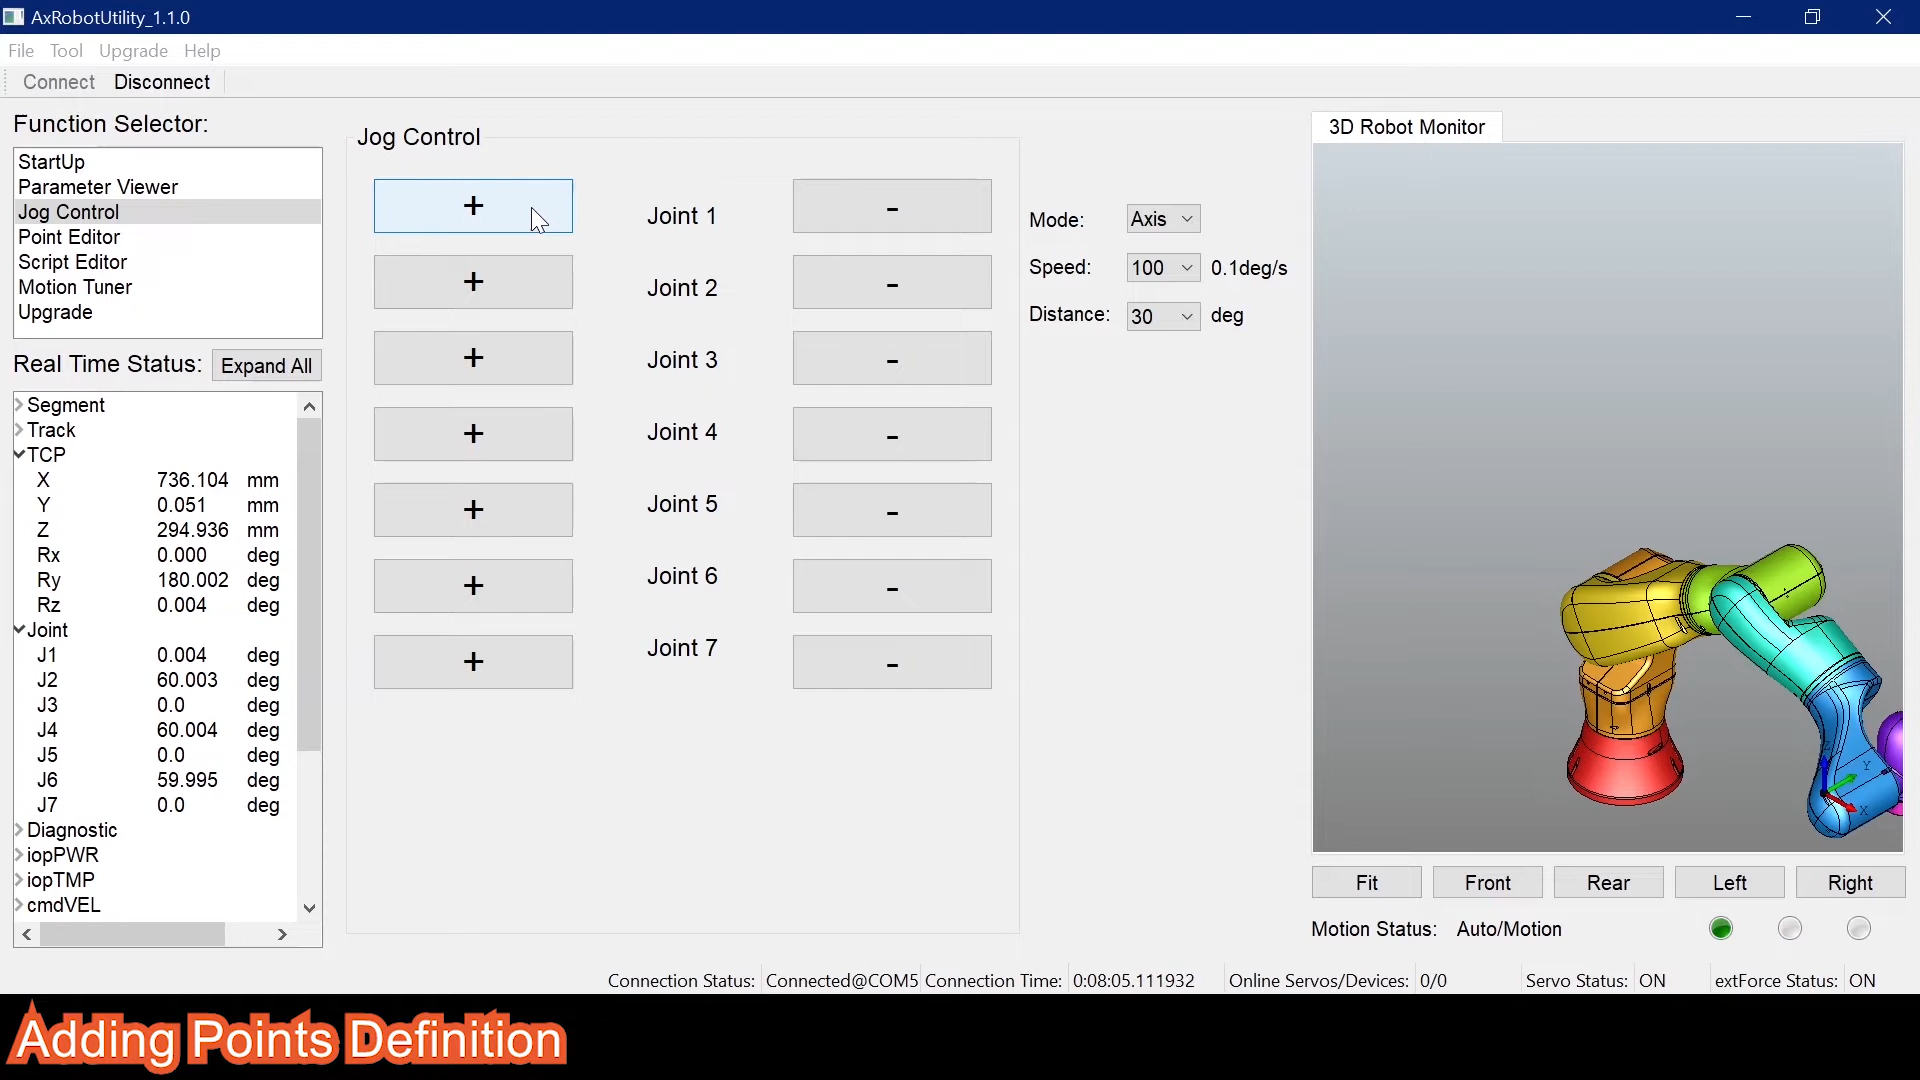 AxRobotUtility_1.1.0
File Tool Upgrade Help
Connect Disconnect
Function Selector:
StartUp
Parameter Viewer
Jog Control
Point Editor
Script Editor
Motion Tuner
Upgrade
Real Time Status: Expand All
Segment
Track
TCP
X 736.104 mm
Y 0.051 mm
Z 294.936 mm
Rx 0.000 deg
Ry 180.002 deg
Rz 0.004 deg
Joint
J1 0.004 deg
J2 60.003 deg
J3 0.0 deg
J4 60.004 deg
J5 0.0 deg
J6 59.995 deg
J7 0.0 deg
Diagnostic
iopPWR
iopTMP
cmdVEL
Jog Control
+ Joint 1 -
+ Joint 2 -
+ Joint 3 -
+ Joint 4 -
+ Joint 5 -
+ Joint 6 -
+ Joint 7 -
Mode: Axis
Speed: 100 0.1deg/s
Distance: 30 deg
3D Robot Monitor
Z
Y
X
Fit Front Rear Left Right
Motion Status: Auto/Motion
Connection Status: Connected@COM5 Connection Time: 0:08:05.111932 Online Servos/Devices: 0/0 Servo Status: ON extForce Status: ON
Adding Points Definition